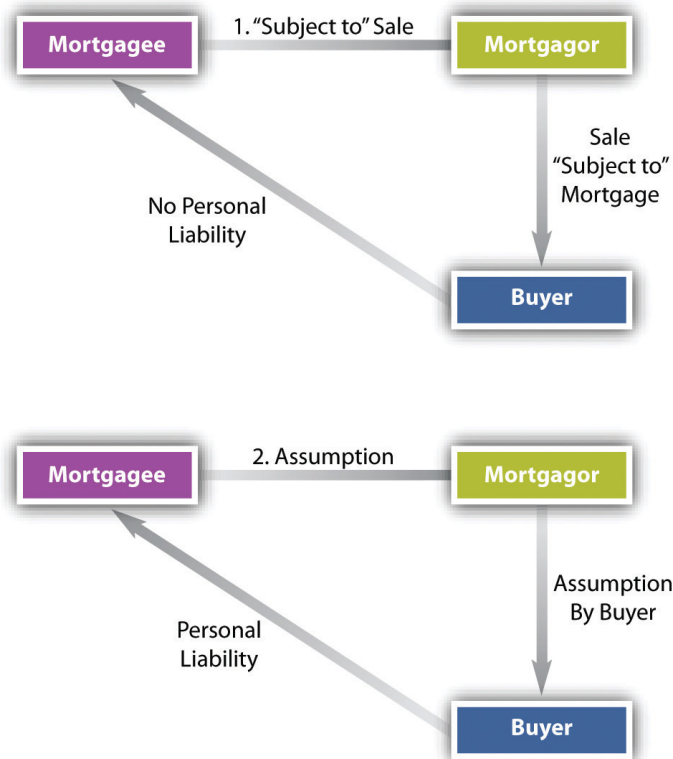 Mortgagee
1. “Subject to” Sale
Mortgagor
Sale
“Subject to”
Mortgage
No Personal
Liability
Buyer
Mortgagee
2. Assumption
Mortgagor
Assumption
By Buyer
Personal
Liability
Buyer